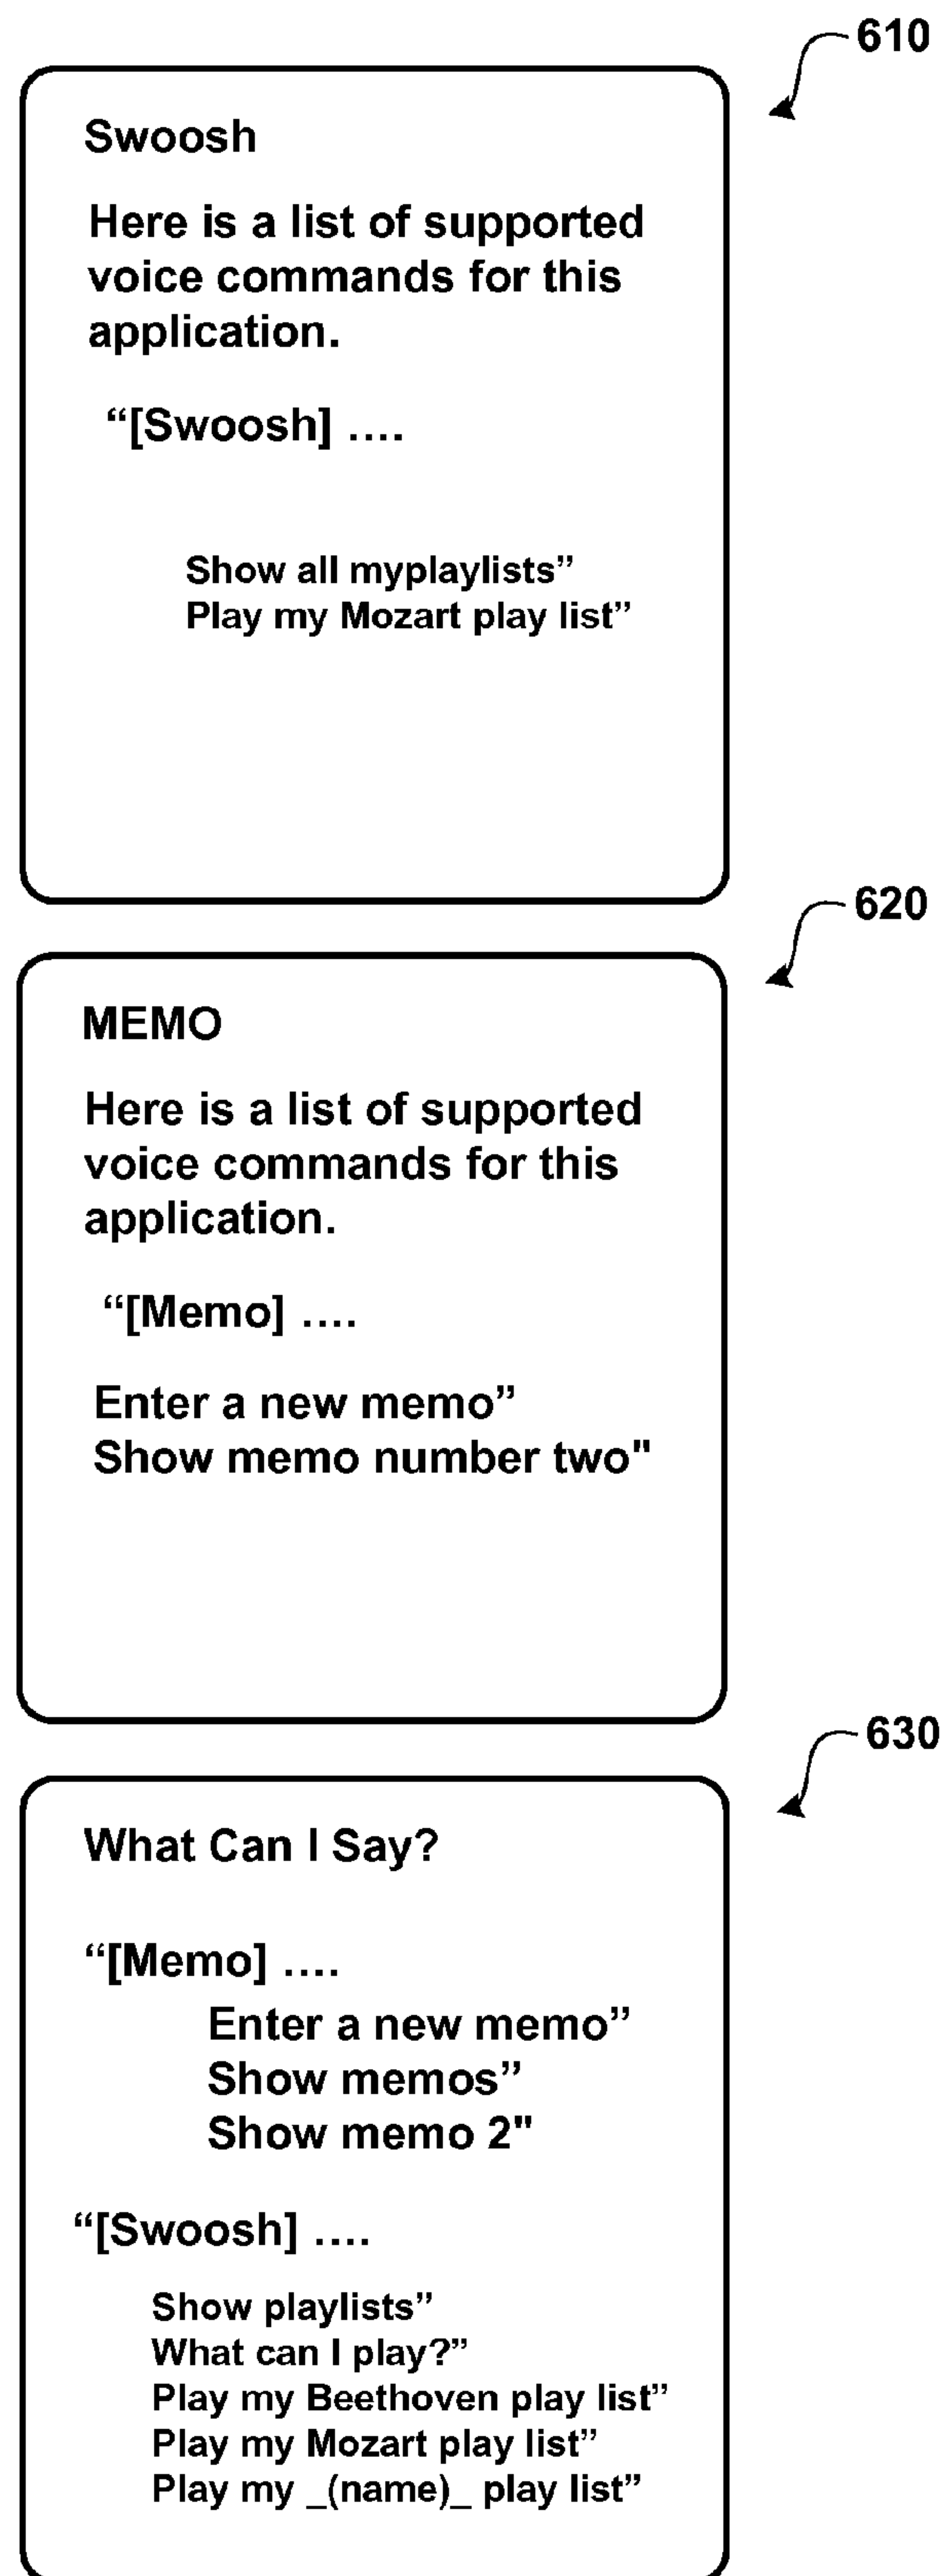 610
Swoosh
Here is a list of supported
voice commands for this
application.
“[Swoosh] ....
Show all myplaylists”
Play my Mozart play list”
620
MEMO
Here is a list of supported
voice commands for this
application.
“[Memo] ....
Enter a new memo”
Show memo number two"
630
What Can I Say?
“[Memo] ....
Enter a new memo”
Show memos”
Show memo 2"
“[Swoosh] ....
Show playlists”
What can I play?”
Play my Beethoven play list”
Play my Mozart play list”
Play my _(name)_ play list”